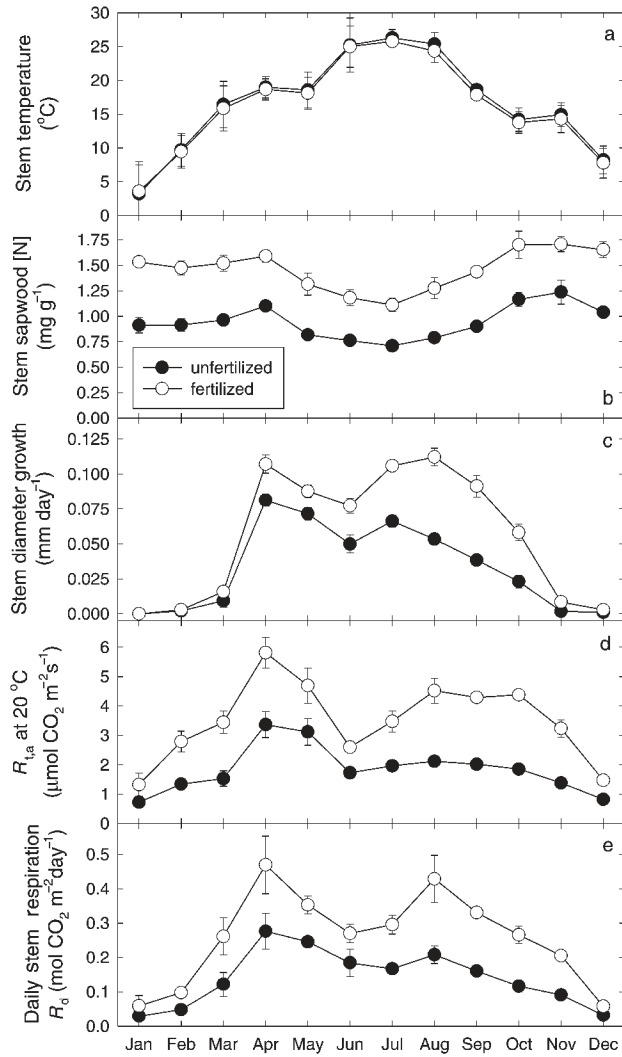 a
Stem temperature
(°C)
30
25
20
15
10
5
0
b
Stem sapwood [N]
(mg g⁻¹)
1.75
1.50
1.25
1.00
0.75
0.50
0.25
0.00
unfertilized
fertilized
c
Stem diameter growth
(mm day⁻¹)
0.125
0.100
0.075
0.050
0.025
0.000
d
R_t,a at 20 °C
(μmol CO₂ m⁻²s⁻¹)
6
5
4
3
2
1
0
e
Daily stem respiration
R_d (mol CO₂ m⁻²day⁻¹)
0.5
0.4
0.3
0.2
0.1
0.0
Jan Feb Mar Apr May Jun Jul Aug Sep Oct Nov Dec